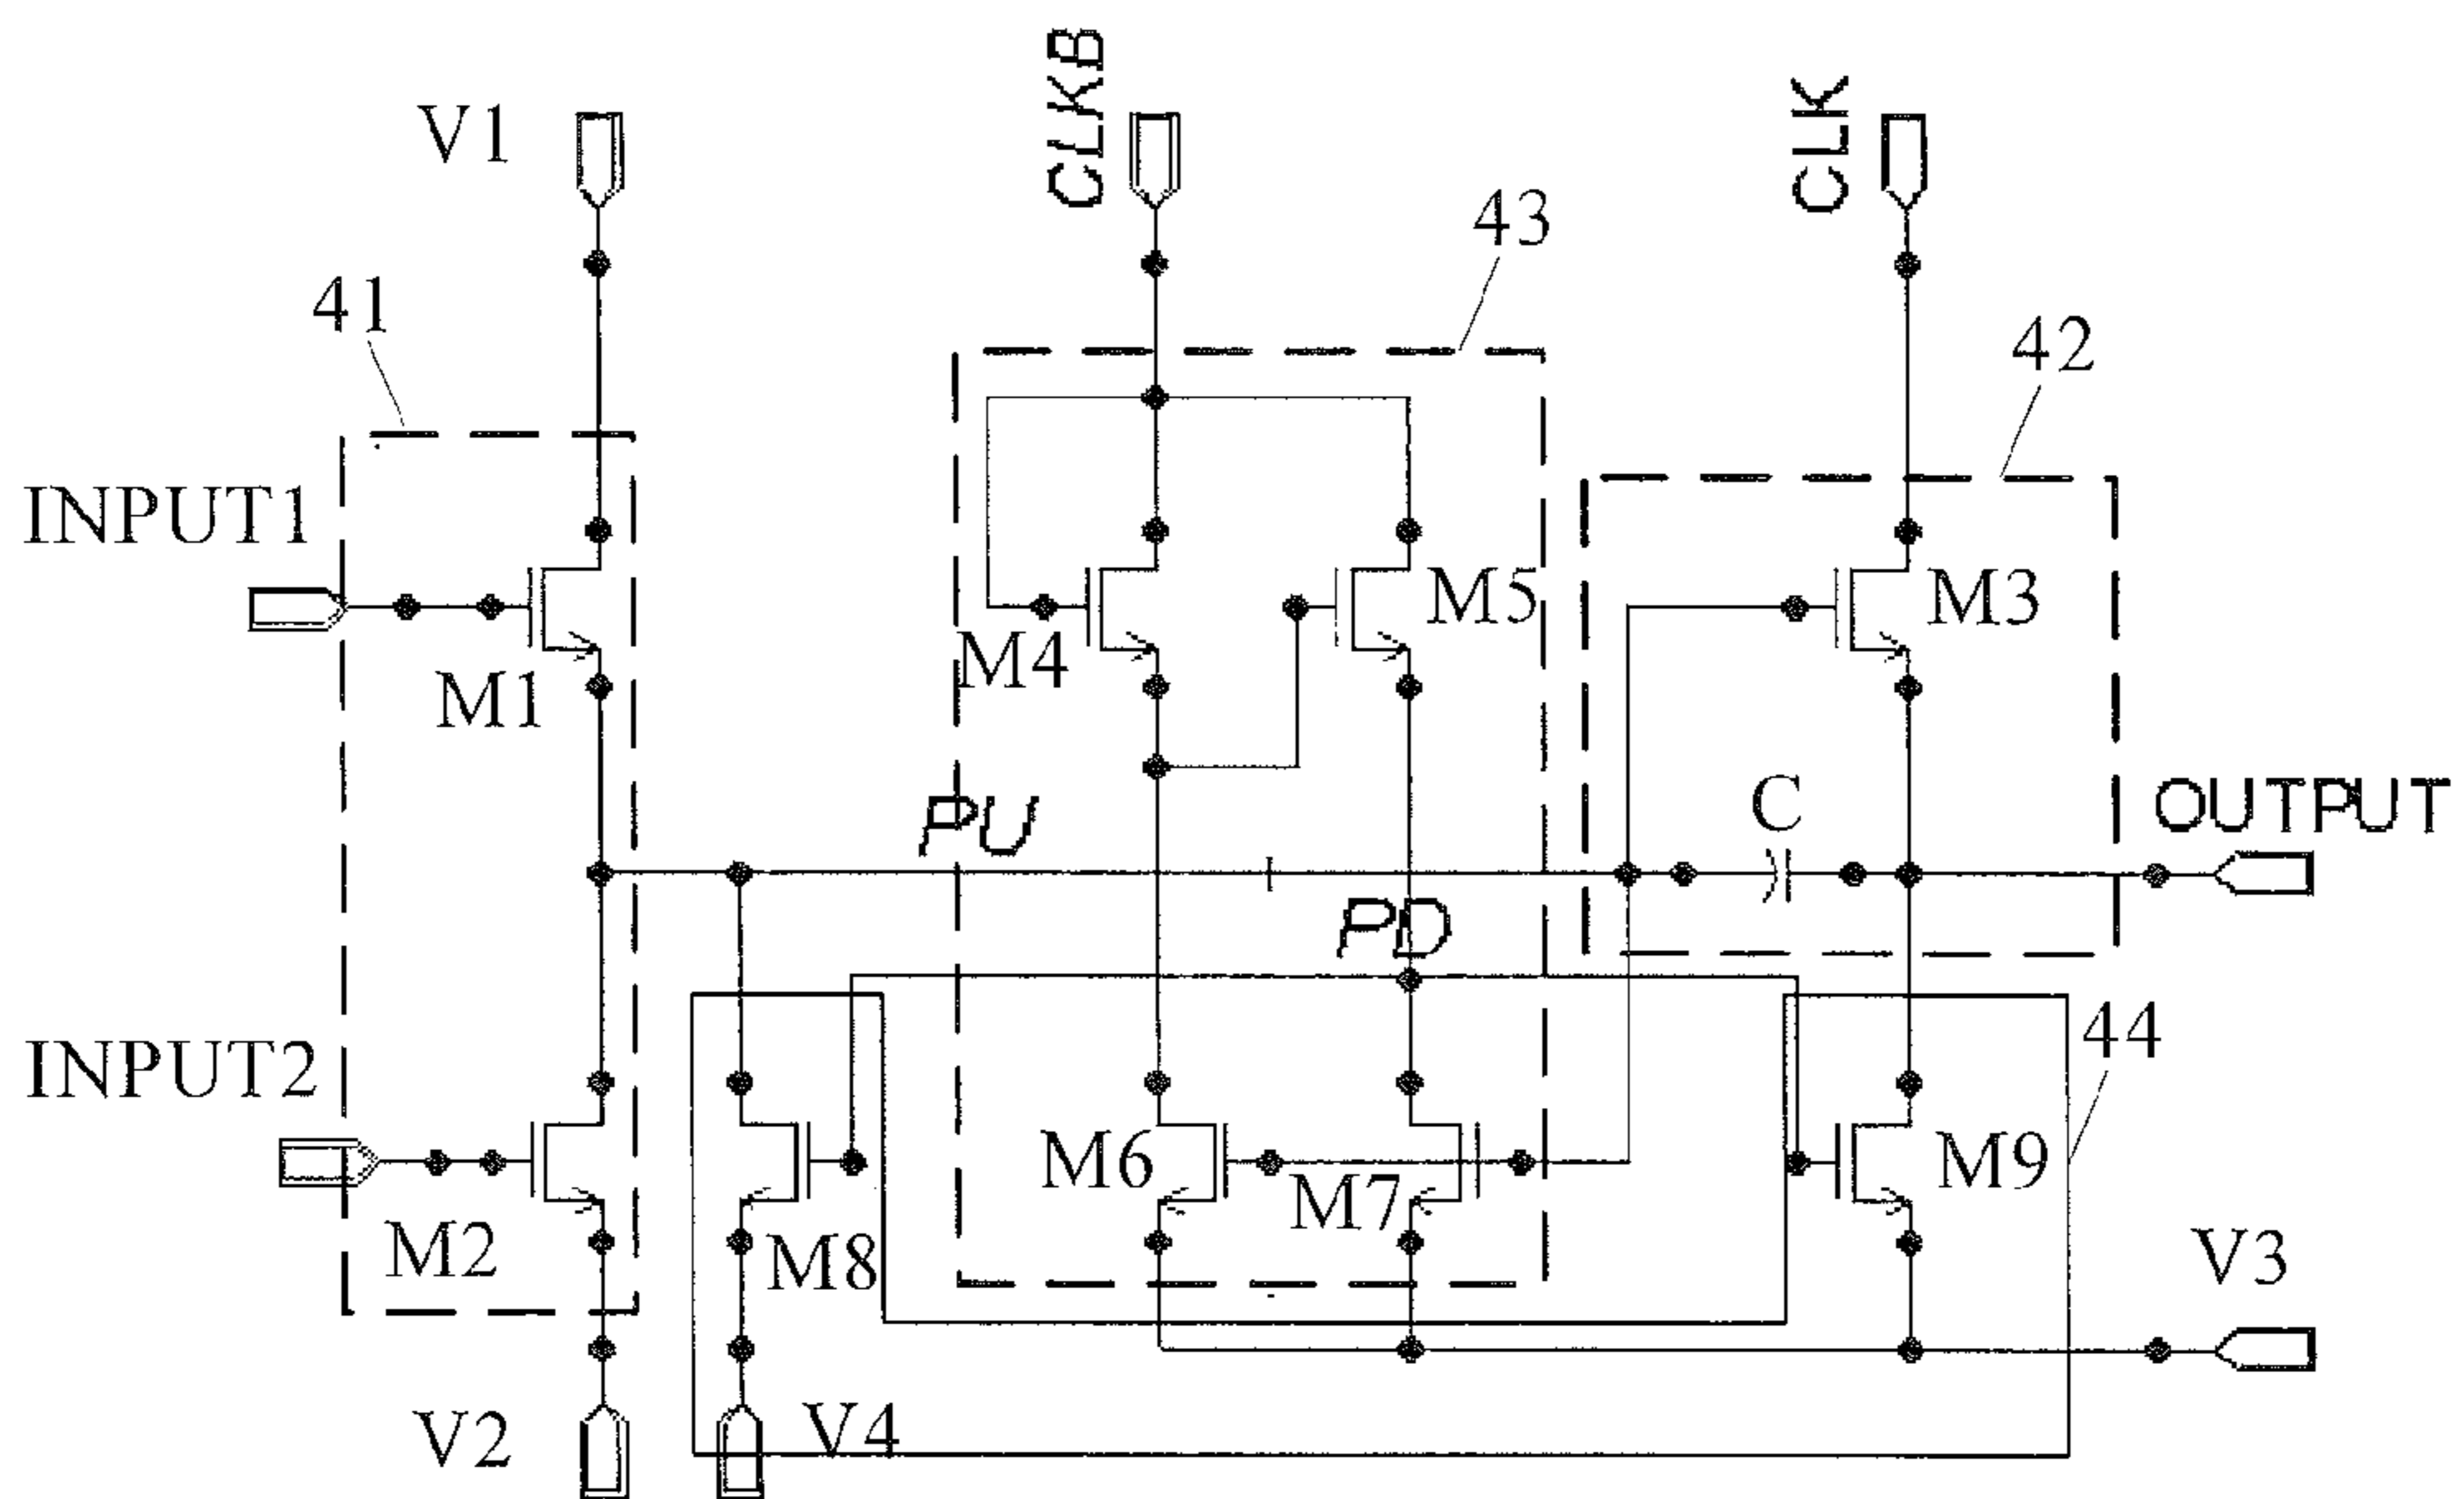 CLKB
CLK
V1
43
41
42
INPUT1
M5
M3
M4
M1
PU
C
OUTPUT
PD
44
INPUT2
M6
M9
M7
M2
M8
V3
V2
V4